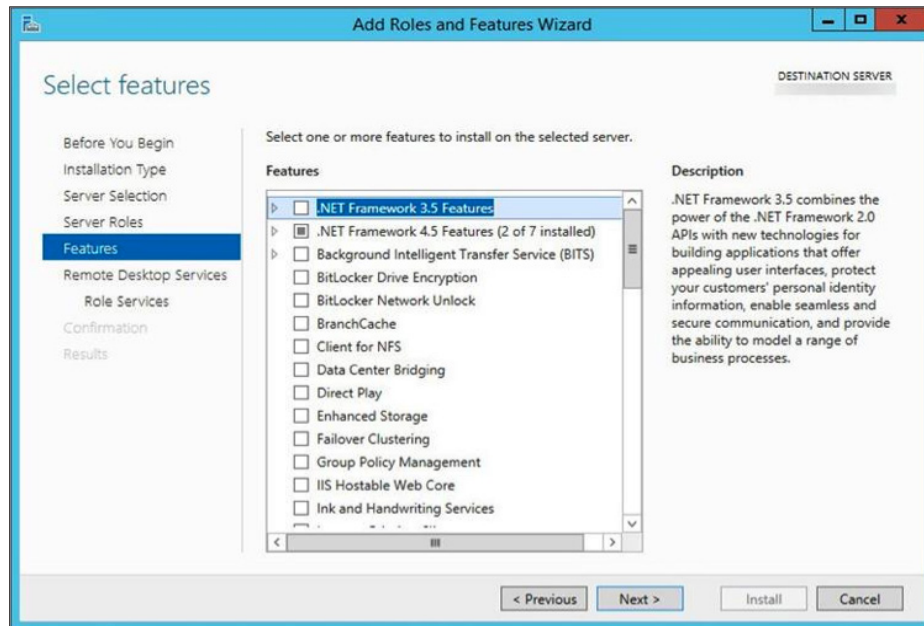 Add Roles and Features Wizard
Select features
DESTINATION SERVER
Before You Begin
Installation Type
Server Selection
Server Roles
Features
Remote Desktop Services
Role Services
Confirmation
Results
Select one or more features to install on the selected server.
Features
.NET Framework 3.5 Features
.NET Framework 4.5 Features (2 of 7 installed)
Background Intelligent Transfer Service (BITS)
BitLocker Drive Encryption
BitLocker Network Unlock
BranchCache
Client for NFS
Data Center Bridging
Direct Play
Enhanced Storage
Failover Clustering
Group Policy Management
IIS Hostable Web Core
Ink and Handwriting Services
Description
.NET Framework 3.5 combines the
power of the .NET Framework 2.0
APIs with new technologies for
building applications that offer
appealing user interfaces, protect
your customers' personal identity
information, enable seamless and
secure communication, and provide
the ability to model a range of
business processes.
< Previous
Next >
Install
Cancel